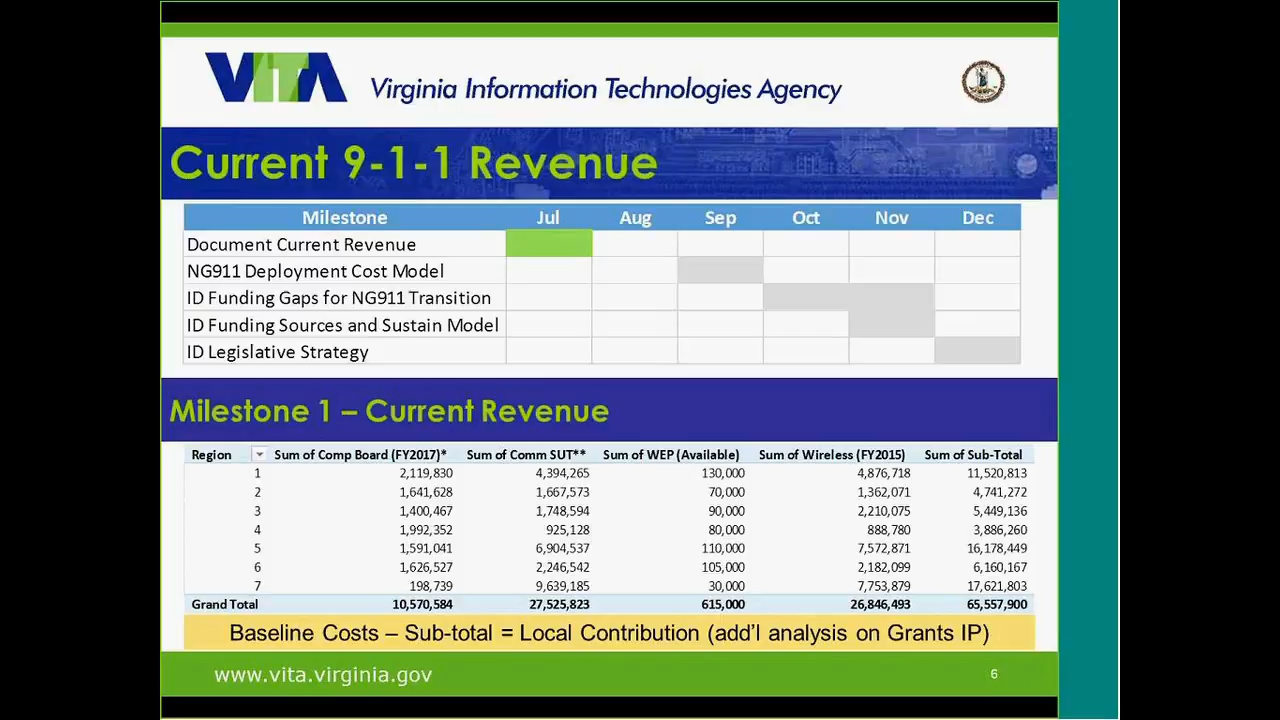 VITA Virginia Information Technologies Agency
Current 9-1-1 Revenue
Milestone Jul Aug Sep Oct Nov Dec
Document Current Revenue
NG911 Deployment Cost Model
ID Funding Gaps for NG911 Transition
ID Funding Sources and Sustain Model
ID Legislative Strategy
Milestone 1 – Current Revenue
Region Sum of Comp Board (FY2017)* Sum of Comm SUT** Sum of WEP (Available) Sum of Wireless (FY2015) Sum of Sub-Total
1 2,119,830 4,394,265 130,000 4,876,718 11,520,813
2 1,641,628 1,667,573 70,000 1,362,071 4,741,272
3 1,400,467 1,748,594 90,000 2,210,075 5,449,136
4 1,992,352 925,128 80,000 888,780 3,886,260
5 1,591,041 6,904,537 110,000 7,572,871 16,178,449
6 1,626,527 2,246,542 105,000 2,182,099 6,160,167
7 198,739 9,639,185 30,000 7,753,879 17,621,803
Grand Total 10,570,584 27,525,823 615,000 26,846,493 65,557,900
Baseline Costs – Sub-total = Local Contribution (add’l analysis on Grants IP)
www.vita.virginia.gov 6